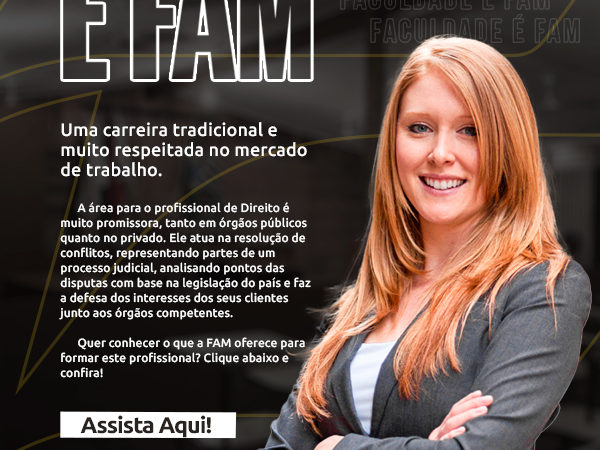 FACULDADE É FAM
FACULDADE É FAM
É FAM
Uma carreira tradicional e
muito respeitada no mercado
de trabalho.
A área para o profissional de Direito é
muito promissora, tanto em órgãos públicos
quanto no privado. Ele atua na resolução de
conflitos, representando partes de um
processo judicial, analisando pontos das
disputas com base na legislação do país e faz
a defesa dos interesses dos seus clientes
junto aos órgãos competentes.
Quer conhecer o que a FAM oferece para
formar este profissional? Clique abaixo e
confira!
Assista Aqui!